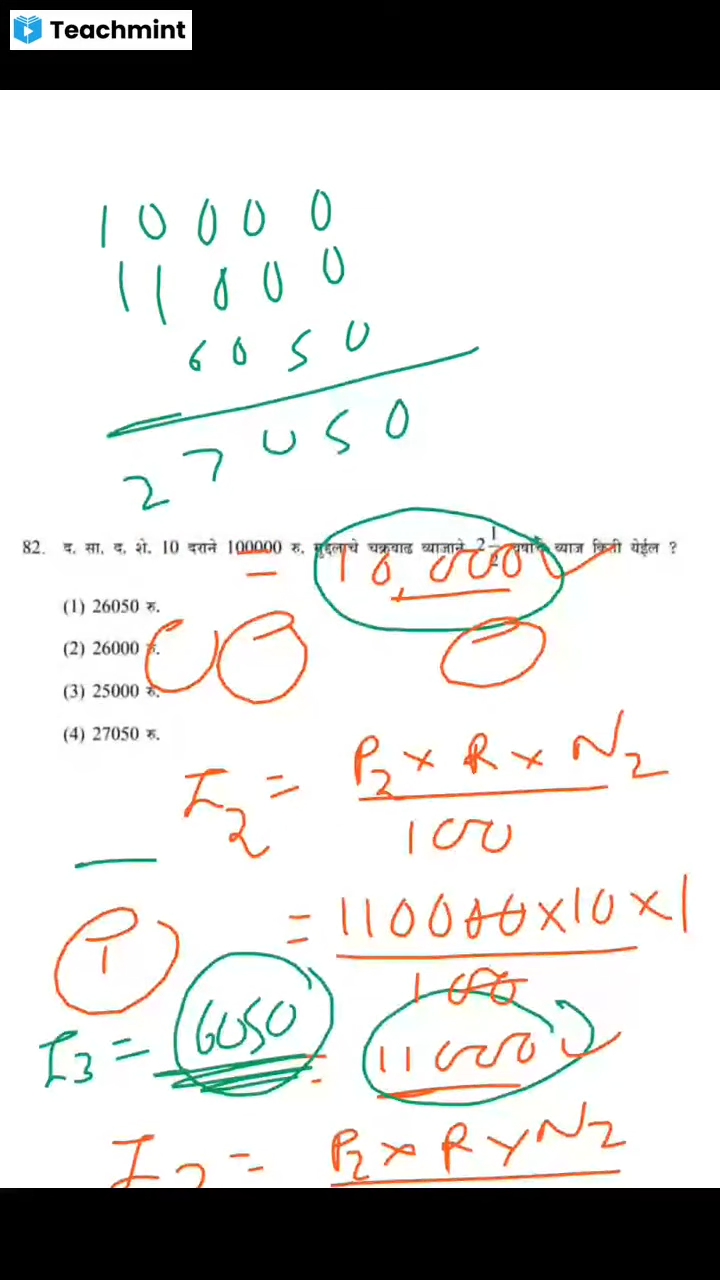 Teachmint
10000
11000
6050
27050
82. द. सा. द. शे. 10 दराने 100000 रु. मुद्दलाचे चक्रवाढ व्याजाने 2 1/2 वर्षाचे व्याज किती येईल ?
= 10,000
(1) 26050 रु.
(2) 26000 रु.
(3) 25000 रु.
(4) 27050 रु.
I2 = P2 × R × N2
100
= 110000 × 10 × 1
100
I3 = 6050
= 11000
P2 × R × N2